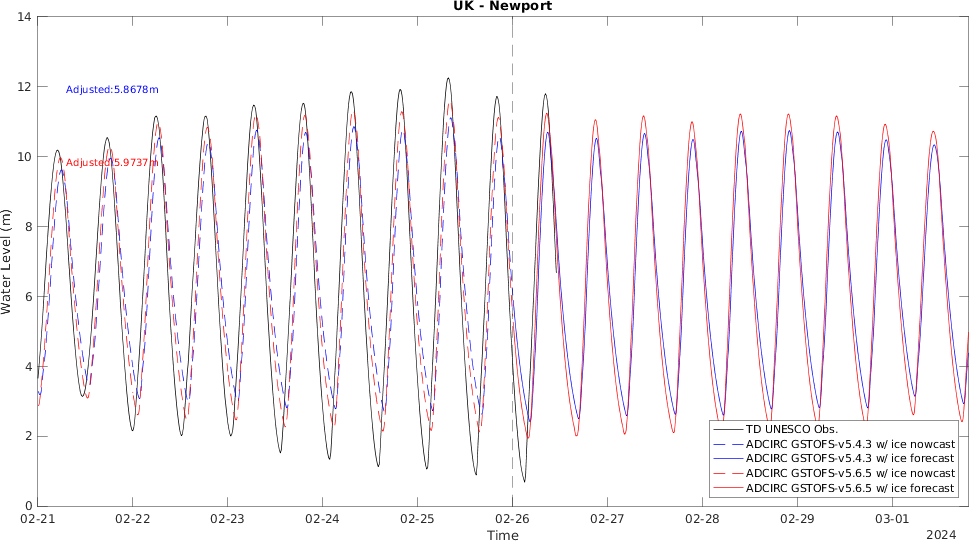 UK - Newport
14
12
10
8
6
4
2
0
Water Level (m)
Adjusted:5.8678m
Adjusted:5.9737m
TD UNESCO Obs.
ADCIRC GSTOFS-v5.4.3 w/ ice nowcast
ADCIRC GSTOFS-v5.4.3 w/ ice forecast
ADCIRC GSTOFS-v5.6.5 w/ ice nowcast
ADCIRC GSTOFS-v5.6.5 w/ ice forecast
02-21 02-22 02-23 02-24 02-25 02-26 02-27 02-28 02-29 03-01
Time
2024